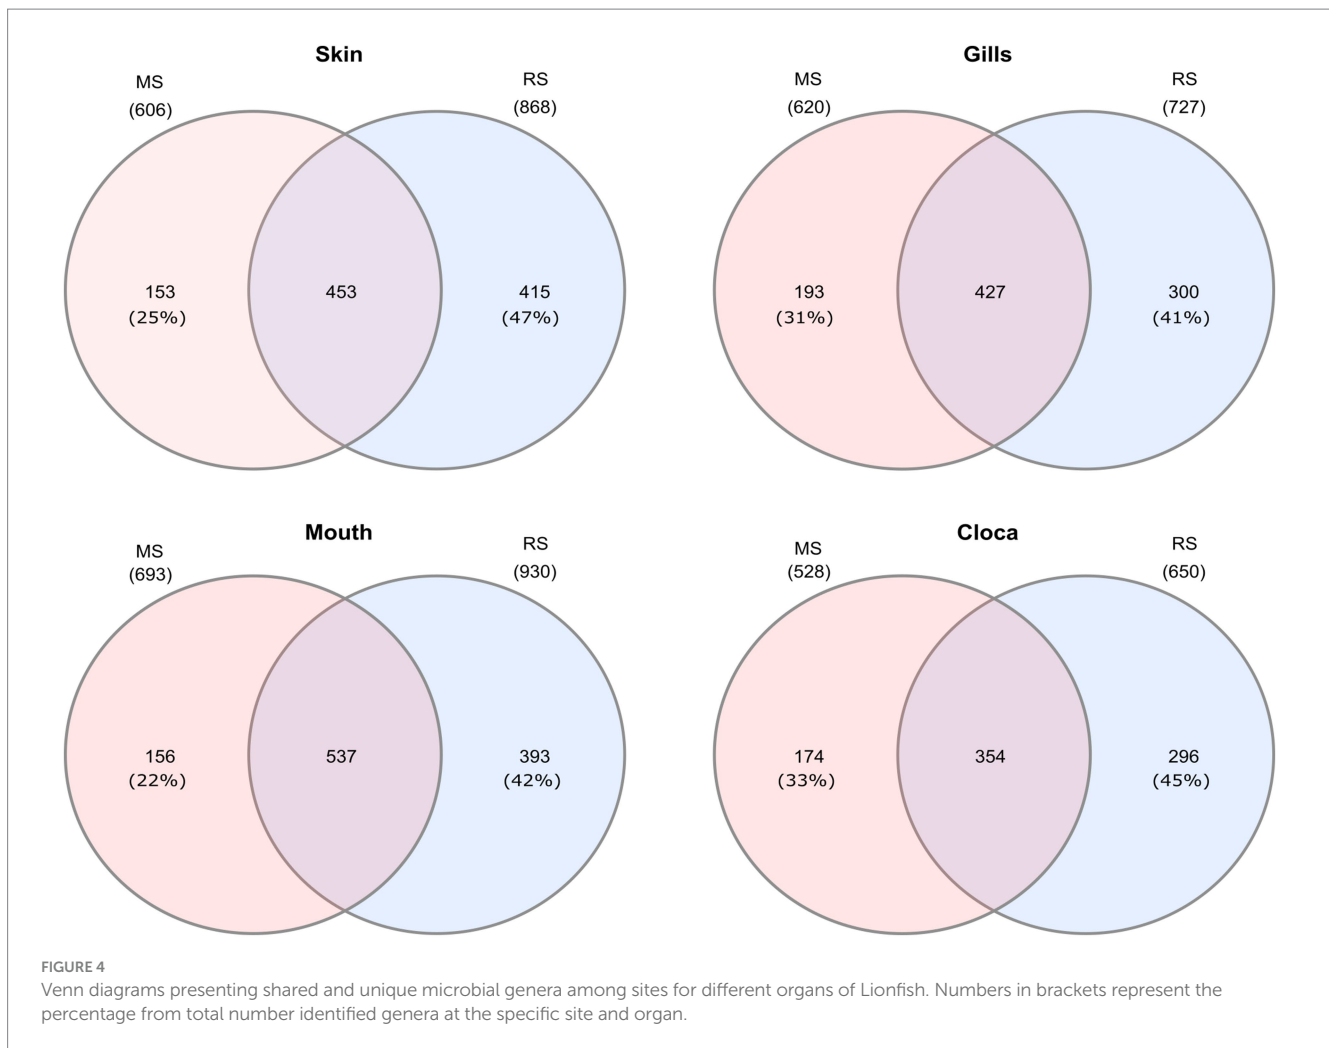 Skin
MS
(606)
RS
(868)
153
(25%)
453
415
(47%)
Gills
MS
(620)
RS
(727)
193
(31%)
427
300
(41%)
Mouth
MS
(693)
RS
(930)
156
(22%)
537
393
(42%)
Cloca
MS
(528)
RS
(650)
174
(33%)
354
296
(45%)
FIGURE 4
Venn diagrams presenting shared and unique microbial genera among sites for different organs of Lionfish. Numbers in brackets represent the
percentage from total number identified genera at the specific site and organ.